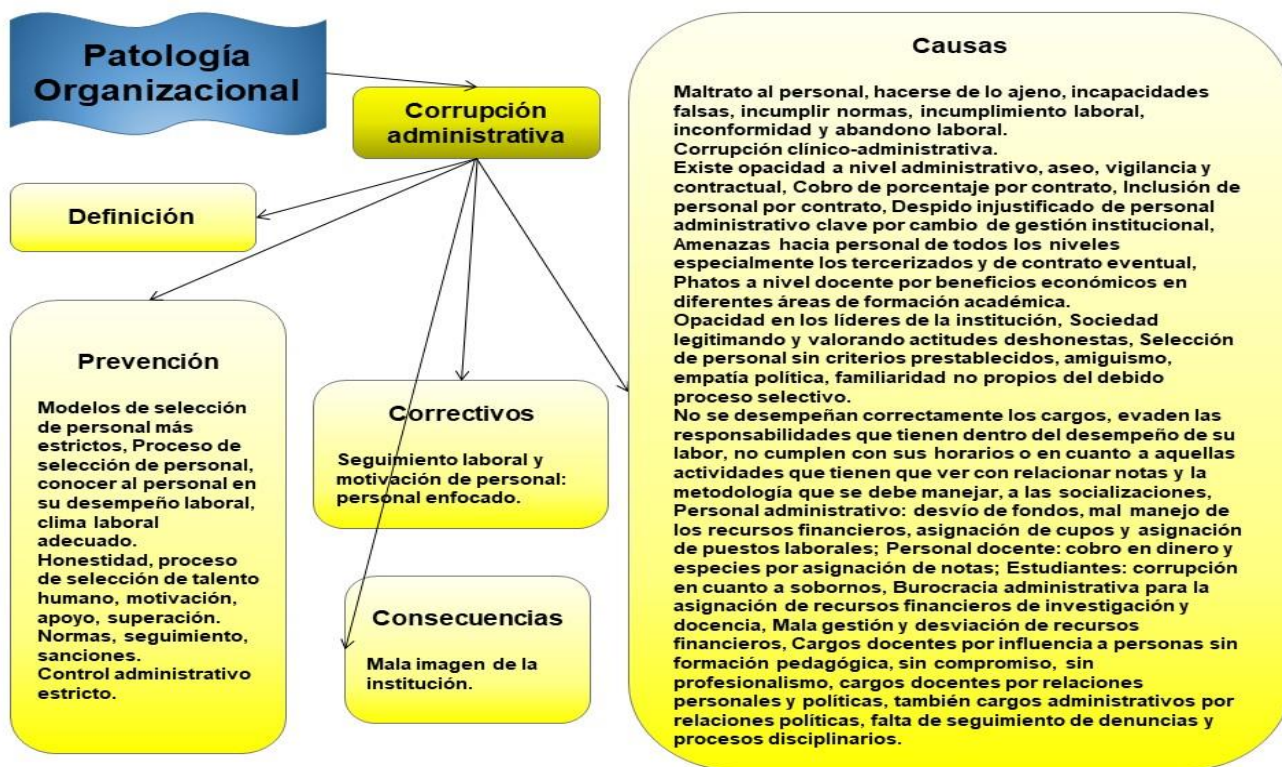 Patología
Organizacional
Corrupción
administrativa
Definición
Prevención
Modelos de selección
de personal más
estrictos, Proceso de
selección de personal,
conocer al personal en
su desempeño laboral,
clima laboral
adecuado.
Honestidad, proceso
de selección de talento
humano, motivación,
apoyo, superación.
Normas, seguimiento,
sanciones.
Control administrativo
estricto.
Correctivos
Seguimiento laboral y
motivación de personal:
personal enfocado.
Consecuencias
Mala imagen de la
institución.
Causas
Maltrato al personal, hacerse de lo ajeno, incapacidades
falsas, incumplir normas, incumplimiento laboral,
inconformidad y abandono laboral.
Corrupción clínico-administrativa.
Existe opacidad a nivel administrativo, aseo, vigilancia y
contractual, Cobro de porcentaje por contrato, Inclusión de
personal por contrato, Despido injustificado de personal
administrativo clave por cambio de gestión institucional,
Amenazas hacia personal de todos los niveles
especialmente los tercerizados y de contrato eventual,
Phatos a nivel docente por beneficios económicos en
diferentes áreas de formación académica.
Opacidad en los líderes de la institución, Sociedad
legitimando y valorando actitudes deshonestas, Selección
de personal sin criterios prestablecidos, amiguismo,
empatía política, familiaridad no propios del debido
proceso selectivo.
No se desempeñan correctamente los cargos, evaden las
responsabilidades que tienen dentro del desempeño de su
labor, no cumplen con sus horarios o en cuanto a aquellas
actividades que tienen que ver con relacionar notas y la
metodología que se debe manejar, a las socializaciones,
Personal administrativo: desvío de fondos, mal manejo de
los recursos financieros, asignación de cupos y asignación
de puestos laborales; Personal docente: cobro en dinero y
especies por asignación de notas; Estudiantes: corrupción
en cuanto a sobornos, Burocracia administrativa para la
asignación de recursos financieros de investigación y
docencia, Mala gestión y desviación de recursos
financieros, Cargos docentes por influencia a personas sin
formación pedagógica, sin compromiso, sin
profesionalismo, cargos docentes por relaciones
personales y políticas, también cargos administrativos por
relaciones políticas, falta de seguimiento de denuncias y
procesos disciplinarios.